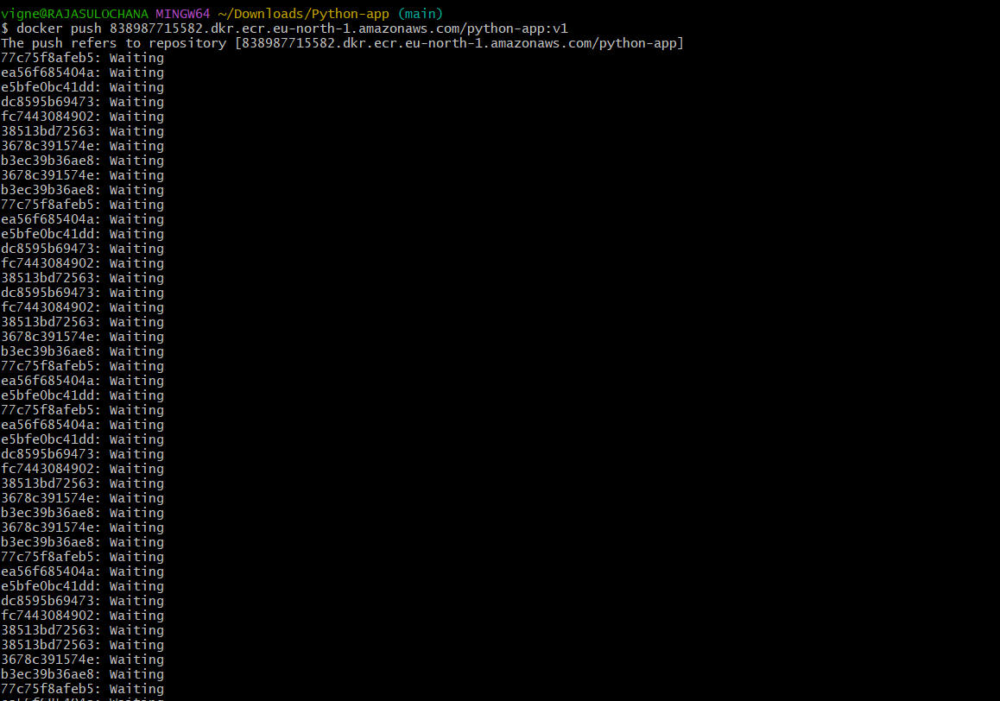 vigne@RAJASULOCHANA MINGW64 ~/Downloads/Python-app (main)
$ docker push 838987715582.dkr.ecr.eu-north-1.amazonaws.com/python-app:v1
The push refers to repository [838987715582.dkr.ecr.eu-north-1.amazonaws.com/python-app]
77c75f8afeb5: Waiting
ea56f685404a: Waiting
e5bfe0bc41dd: Waiting
dc8595b69473: Waiting
fc7443084902: Waiting
38513bd72563: Waiting
3678c391574e: Waiting
b3ec39b36ae8: Waiting
3678c391574e: Waiting
b3ec39b36ae8: Waiting
77c75f8afeb5: Waiting
ea56f685404a: Waiting
e5bfe0bc41dd: Waiting
dc8595b69473: Waiting
fc7443084902: Waiting
38513bd72563: Waiting
dc8595b69473: Waiting
fc7443084902: Waiting
38513bd72563: Waiting
3678c391574e: Waiting
b3ec39b36ae8: Waiting
77c75f8afeb5: Waiting
ea56f685404a: Waiting
e5bfe0bc41dd: Waiting
77c75f8afeb5: Waiting
ea56f685404a: Waiting
e5bfe0bc41dd: Waiting
dc8595b69473: Waiting
fc7443084902: Waiting
38513bd72563: Waiting
3678c391574e: Waiting
b3ec39b36ae8: Waiting
3678c391574e: Waiting
b3ec39b36ae8: Waiting
77c75f8afeb5: Waiting
ea56f685404a: Waiting
e5bfe0bc41dd: Waiting
dc8595b69473: Waiting
fc7443084902: Waiting
38513bd72563: Waiting
38513bd72563: Waiting
3678c391574e: Waiting
b3ec39b36ae8: Waiting
77c75f8afeb5: Waiting